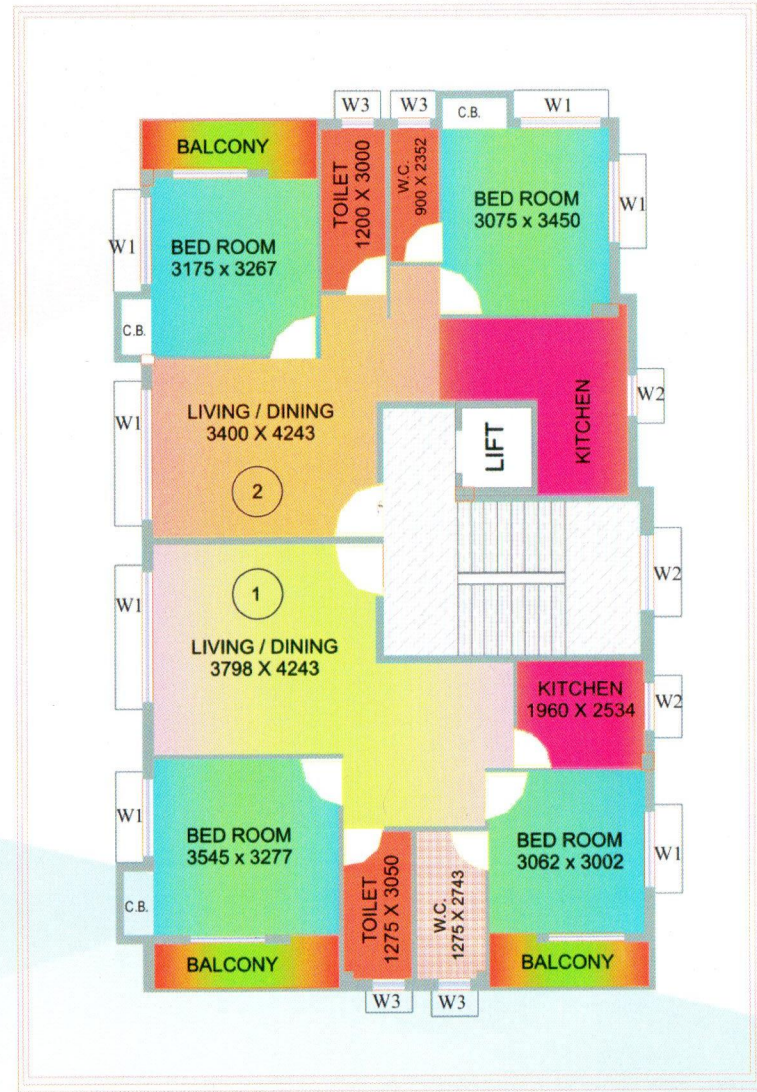 W3
W3
C.B.
W1
BALCONY
TOILET
1200 X 3000
W.C.
900 X 2352
BED ROOM
3075 x 3450
W1
W1
BED ROOM
3175 x 3267
C.B.
W1
LIVING / DINING
3400 X 4243
2
LIFT
KITCHEN
W2
W1
1
LIVING / DINING
3798 X 4243
W2
KITCHEN
1960 X 2534
W2
W1
BED ROOM
3545 x 3277
C.B.
BALCONY
TOILET
1275 X 3050
W.C.
1275 X 2743
BED ROOM
3062 x 3002
W1
BALCONY
W3
W3